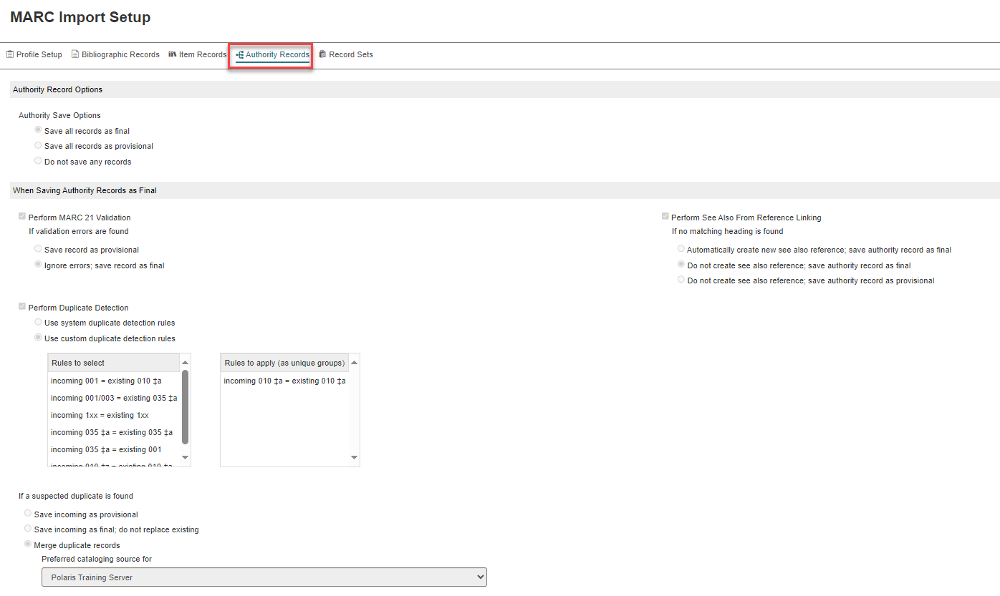 MARC Import Setup
Profile Setup Bibliographic Records Item Records Authority Records Record Sets
Authority Record Options
Authority Save Options
Save all records as final
Save all records as provisional
Do not save any records
When Saving Authority Records as Final
Perform MARC 21 Validation
If validation errors are found
Save record as provisional
Ignore errors; save record as final
Perform See Also From Reference Linking
If no matching heading is found
Automatically create new see also reference; save authority record as final
Do not create see also reference; save authority record as final
Do not create see also reference; save authority record as provisional
Perform Duplicate Detection
Use system duplicate detection rules
Use custom duplicate detection rules
Rules to select
incoming 001 = existing 010 ‡a
incoming 001/003 = existing 035 ‡a
incoming 1xx = existing 1xx
incoming 035 ‡a = existing 035 ‡a
incoming 035 ‡a = existing 001
incoming 010 ‡z = existing 010 ‡a
Rules to apply (as unique groups)
incoming 010 ‡a = existing 010 ‡a
If a suspected duplicate is found
Save incoming as provisional
Save incoming as final; do not replace existing
Merge duplicate records
Preferred cataloging source for
Polaris Training Server